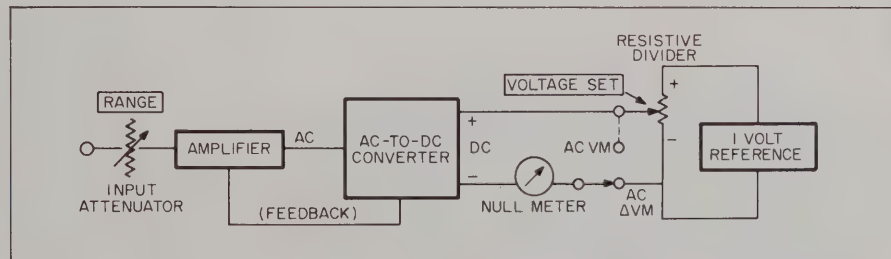 RESISTIVE
DIVIDER
VOLTAGE SET
RANGE
+
+
AC
AC-TO-DC
CONVERTER
DC
AMPLIFIER
AC VM
−
1 VOLT
REFERENCE
−
INPUT
ATTENUATOR
(FEEDBACK)
NULL METER
AC
ΔVM